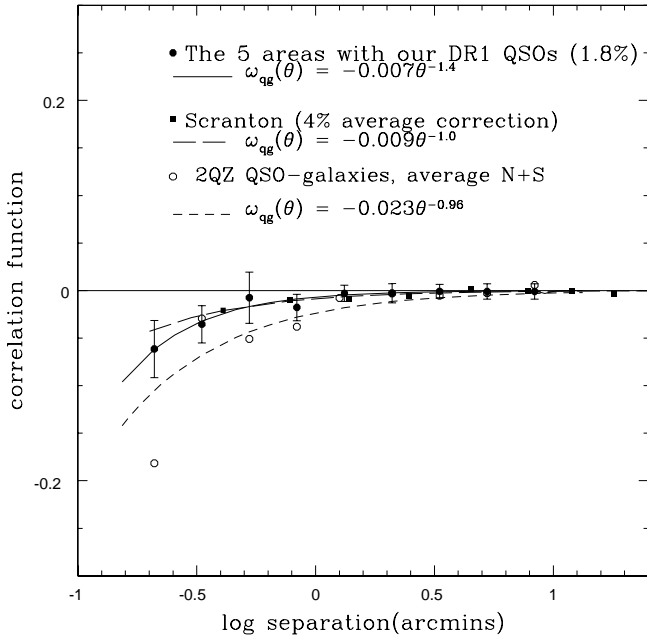 The 5 areas with our DR1 QSOs (1.8%)
ω_qg(θ) = −0.007θ^−1.4
Scranton (4% average correction)
ω_qg(θ) = −0.009θ^−1.0
2QZ QSO−galaxies, average N+S
ω_qg(θ) = −0.023θ^−0.96
0.2
0
-0.2
correlation function
-1 -0.5 0 0.5 1
log separation(arcmins)